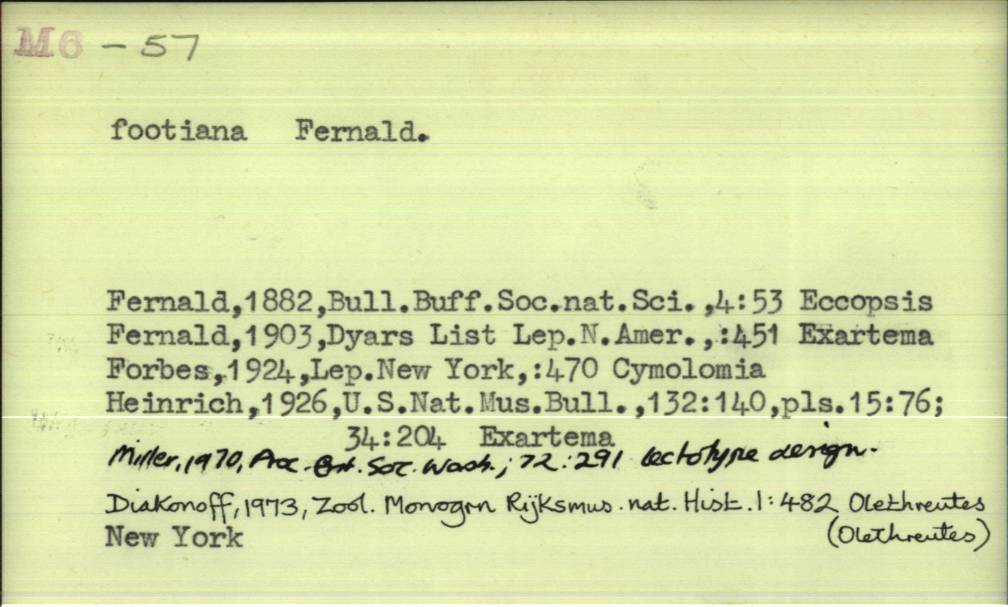 M6 - 57
footiana Fernald.
Fernald,1882,Bull.Buff.Soc.nat.Sci.,4:53 Eccopsis
Fernald,1903,Dyars List Lep.N.Amer.,:451 Exartema
Forbes,1924,Lep.New York,:470 Cymolomia
Heinrich,1926,U.S.Nat.Mus.Bull.,132:140,pls.15:76;
34:204 Exartema
Miller,1970, Proc. Ent. Soc. Wash.; 72:291 lectotype design.
Diakonoff,1973, Zool. Monogrn Rijksmus. nat. Hist. 1:482 Olethreutes
(Olethreutes)
New York